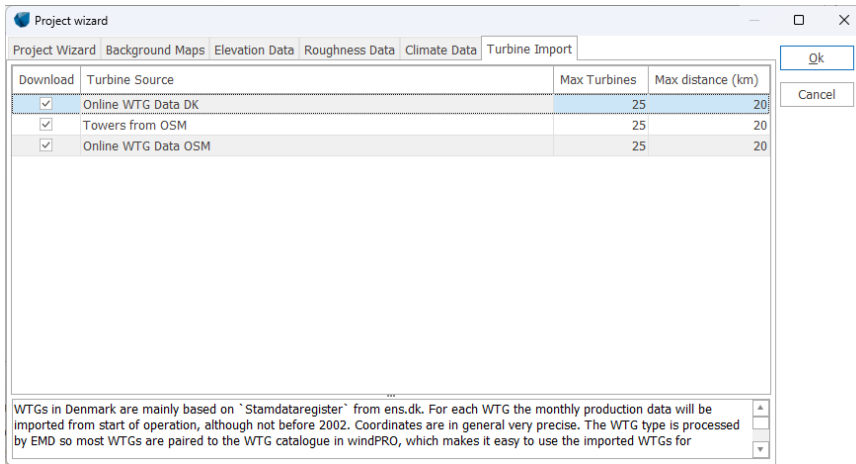 Project wizard
Project Wizard Background Maps Elevation Data Roughness Data Climate Data Turbine Import
Ok
Cancel
Download Turbine Source Max Turbines Max distance (km)
Online WTG Data DK 25 20
Towers from OSM 25 20
Online WTG Data OSM 25 20
WTGs in Denmark are mainly based on `Stamdataregister` from ens.dk. For each WTG the monthly production data will be
imported from start of operation, although not before 2002. Coordinates are in general very precise. The WTG type is processed
by EMD so most WTGs are paired to the WTG catalogue in windPRO, which makes it easy to use the imported WTGs for